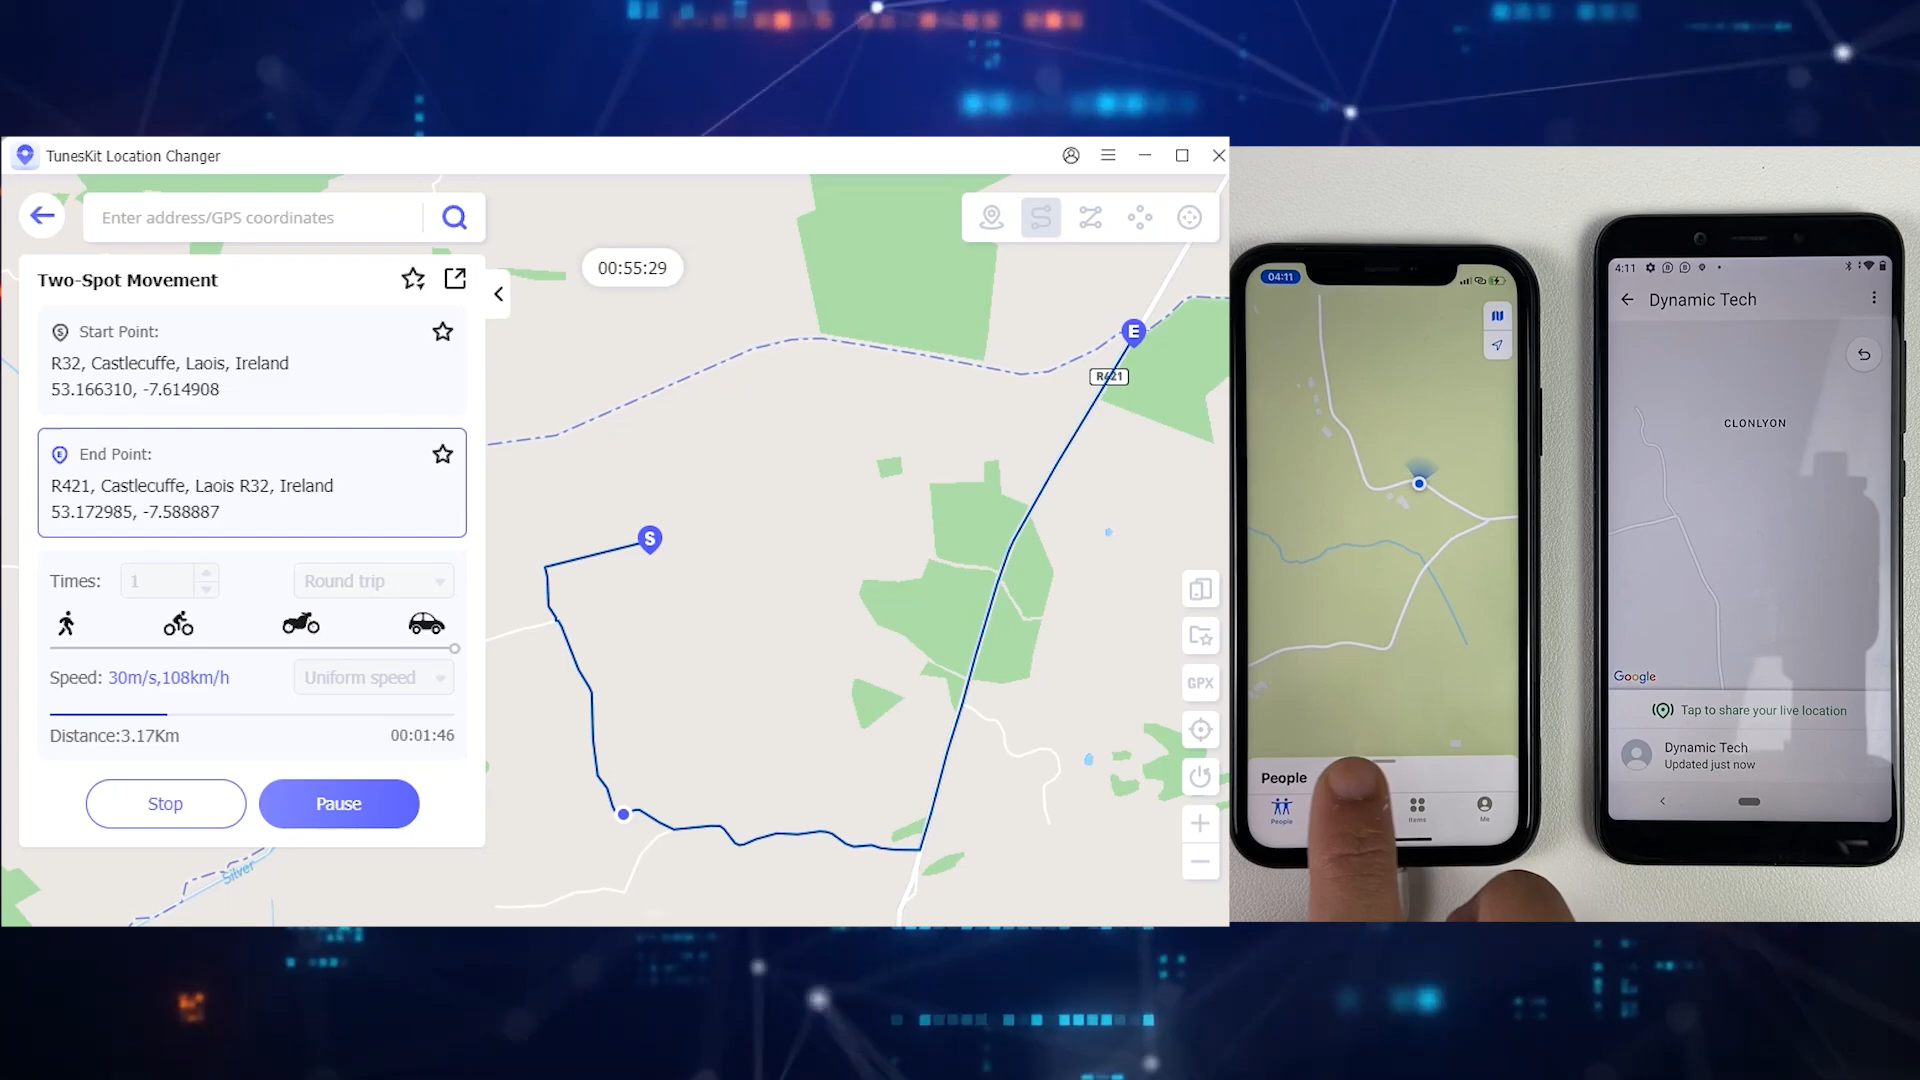 TunesKit Location Changer
Enter address/GPS coordinates
00:55:29
Two-Spot Movement
S Start Point:
R32, Castlecuffe, Laois, Ireland
53.166310, -7.614908
E End Point:
R421, Castlecuffe, Laois R32, Ireland
53.172985, -7.588887
Times: 1 Round trip
Speed: 30m/s,108km/h Uniform speed
Distance:3.17Km 00:01:46
Stop Pause
E
R421
S
Silver
GPX
04:11
People
People
Items
Me
4:11
Dynamic Tech
CLONLYON
Google
Tap to share your live location
Dynamic Tech
Updated just now